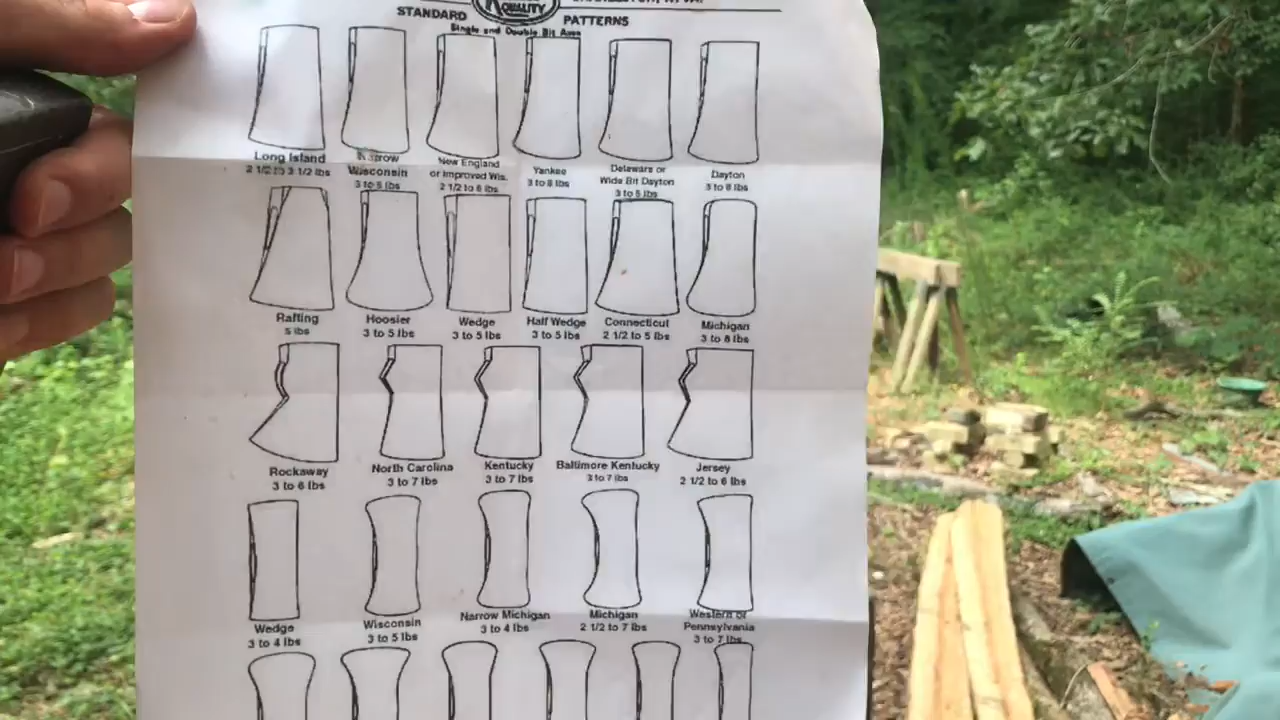 QUALITY
STANDARD PATTERNS
Single and Double Bit Axes
Long Island
2 1/2 to 3 1/2 lbs
Narrow
Wisconsin
3 to 5 lbs
New England
or Improved Wis.
2 1/2 to 6 lbs
Yankee
3 to 8 lbs
Delaware or
Wide Bit Dayton
3 to 5 lbs
Dayton
3 to 8 lbs
Rafting
5 lbs
Hoosier
3 to 5 lbs
Wedge
3 to 5 lbs
Half Wedge
3 to 5 lbs
Connecticut
2 1/2 to 5 lbs
Michigan
3 to 8 lbs
Rockaway
3 to 6 lbs
North Carolina
3 to 7 lbs
Kentucky
3 to 7 lbs
Baltimore Kentucky
3 to 7 lbs
Jersey
2 1/2 to 6 lbs
Wedge
3 to 4 lbs
Wisconsin
3 to 5 lbs
Narrow Michigan
3 to 4 lbs
Michigan
2 1/2 to 7 lbs
Western or
Pennsylvania
3 to 7 lbs